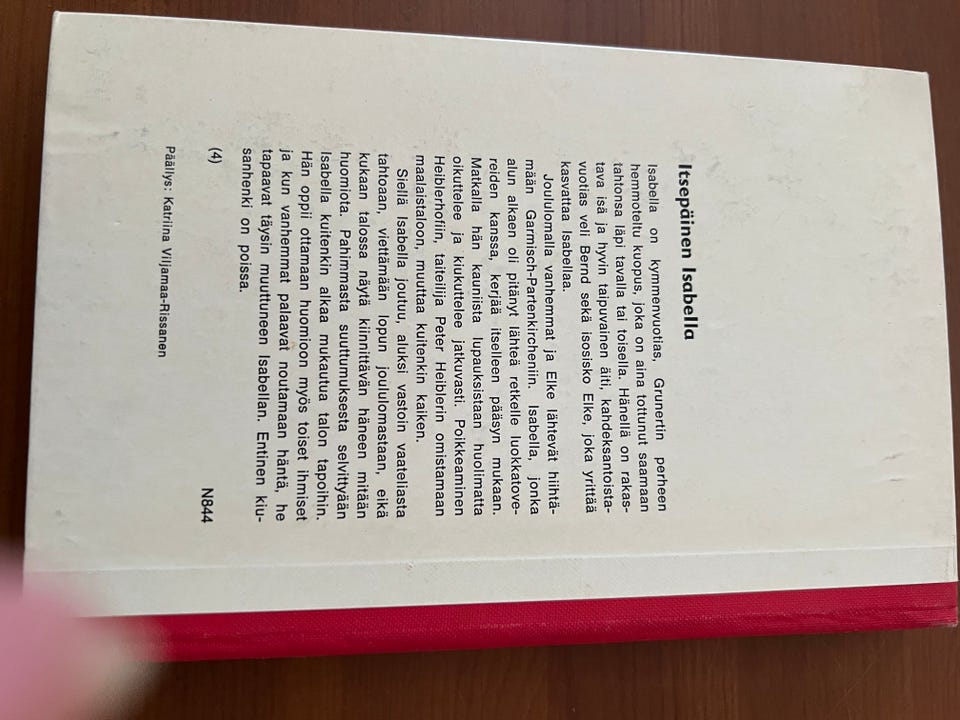 Itsepäinen Isabella
Isabella on kymmenvuotias, Grunertin perheen
hemmoteltu kuopus, joka on aina tottunut saamaan
tahtonsa läpi tavalla tai toisella. Hänellä on rakas-
tava isä ja hyvin taipuvainen äiti, kahdeksantoista-
vuotias veli Bernd sekä isosisko Elke, joka yrittää
kasvattaa Isabellaa.
Joululomalla vanhemmat ja Elke lähtevät hiihtä-
mään Garmisch-Partenkircheniin. Isabella, jonka
alun alkaen oli pitänyt lähteä retkelle luokkatove-
reiden kanssa, kerjää itselleen pääsyn mukaan.
Matkalla hän kauniista lupauksistaan huolimatta
oikuttelee ja kiukuttelee jatkuvasti. Poikkeaminen
Heiblerhofiin, taiteilija Peter Heiblerin omistamaan
maalaistaloon, muuttaa kuitenkin kaiken.
Siellä Isabella joutuu, aluksi vastoin vaateliasta
tahtoaan, viettämään lopun joululomastaan, eikä
kukaan talossa näytä kiinnittävän häneen mitään
huomiota. Pahimmasta suuttumuksesta selvittyään
Isabella kuitenkin alkaa mukautua talon tapoihin.
Hän oppii ottamaan huomioon myös toiset ihmiset
ja kun vanhemmat palaavat noutamaan häntä, he
tapaavat täysin muuttuneen Isabellan. Entinen kiu-
sanhenki on poissa.
(4) N844
Päällys: Katriina Viljamaa-Rissanen